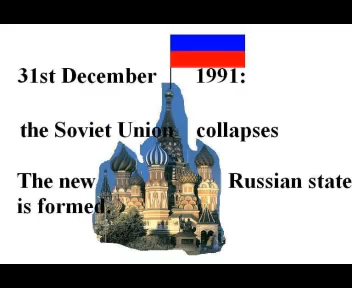 31st December 1991:
the Soviet Union collapses
The new Russian state
is formed.